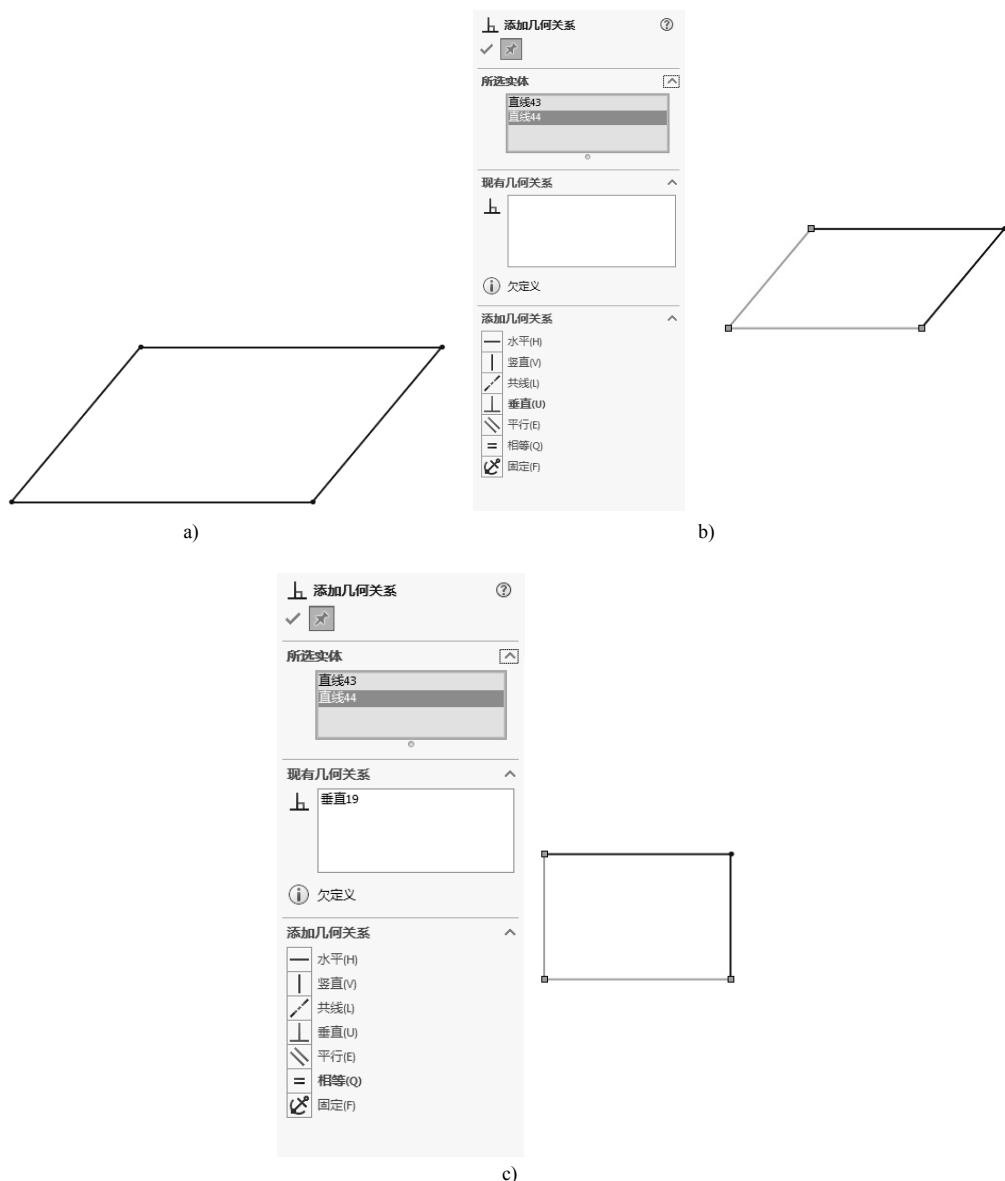 添加几何关系
所选实体
直线43
直线44
现有几何关系
欠定义
添加几何关系
水平(H)
竖直(V)
共线(L)
垂直(U)
平行(E)
相等(Q)
固定(F)
a)
b)
添加几何关系
所选实体
直线43
直线44
现有几何关系
垂直19
欠定义
添加几何关系
水平(H)
竖直(V)
共线(L)
垂直(U)
平行(E)
相等(Q)
固定(F)
c)